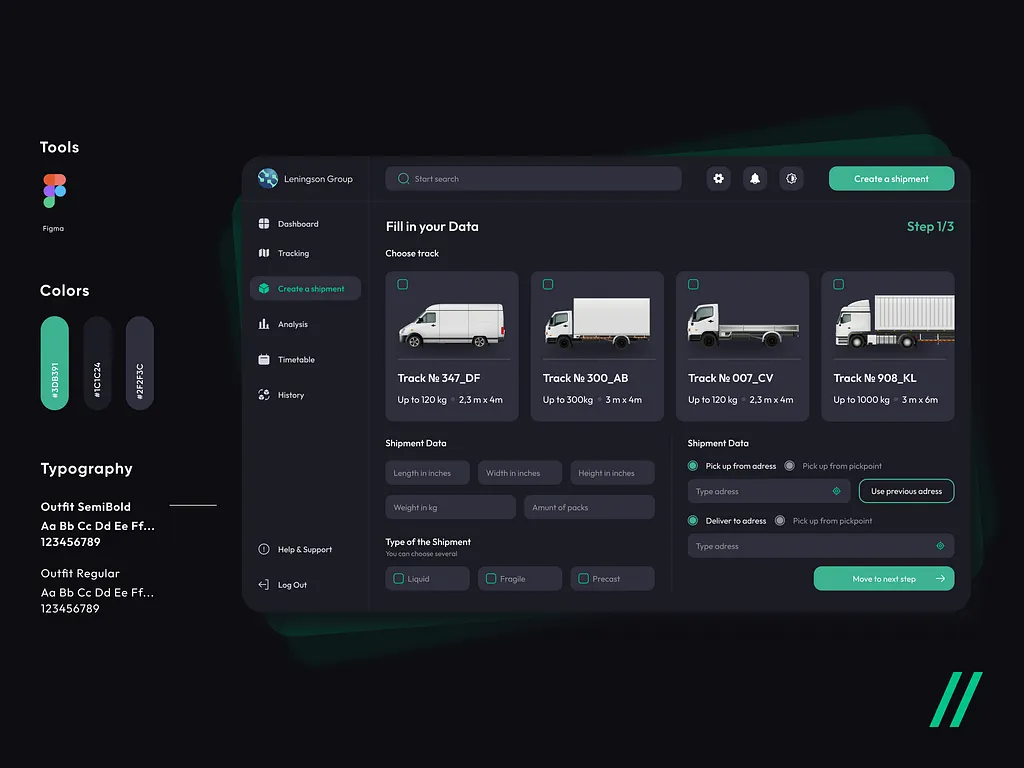 Tools
Figma
Colors
#3DB391
#1C1C24
#2F2F3C
Typography
Outfit SemiBold
Aa Bb Cc Dd Ee Ff...
123456789
Outfit Regular
Aa Bb Cc Dd Ee Ff...
123456789
Leningson Group
Start search
Create a shipment
Dashboard
Tracking
Create a shipment
Analysis
Timetable
History
Help & Support
Log Out
Fill in your Data
Step 1/3
Choose track
Track № 347_DF
Up to 120 kg 2,3 m x 4m
Track № 300_AB
Up to 300kg 3 m x 4m
Track № 007_CV
Up to 120 kg 2,3 m x 4m
Track № 908_KL
Up to 1000 kg 3 m x 6m
Shipment Data
Length in inches
Width in inches
Height in inches
Weight in kg
Amunt of packs
Type of the Shipment
You can choose several
Liquid
Fragile
Precast
Shipment Data
Pick up from adress
Pick up from pickpoint
Type adress
Use previous adress
Deliver to adress
Pick up from pickpoint
Type adress
Move to next step